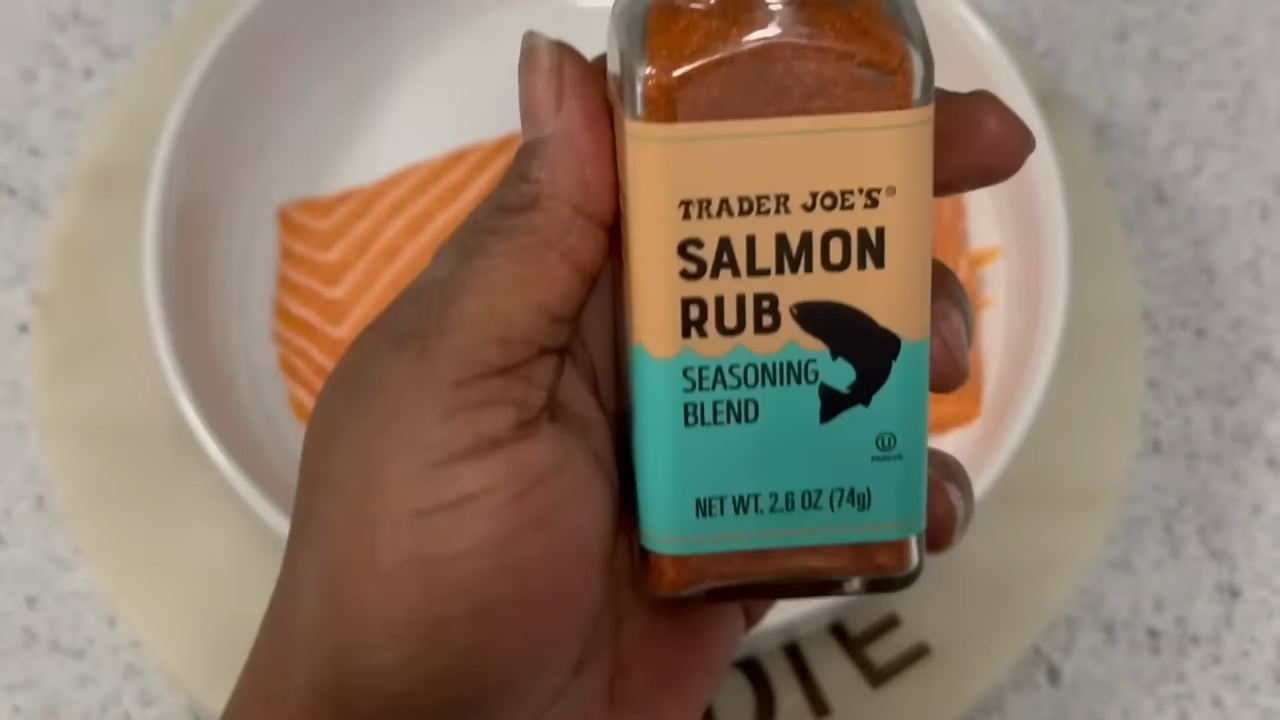 TRADER JOE'S®
SALMON
RUB
SEASONING
BLEND
U
NET WT. 2.6 OZ (74g)